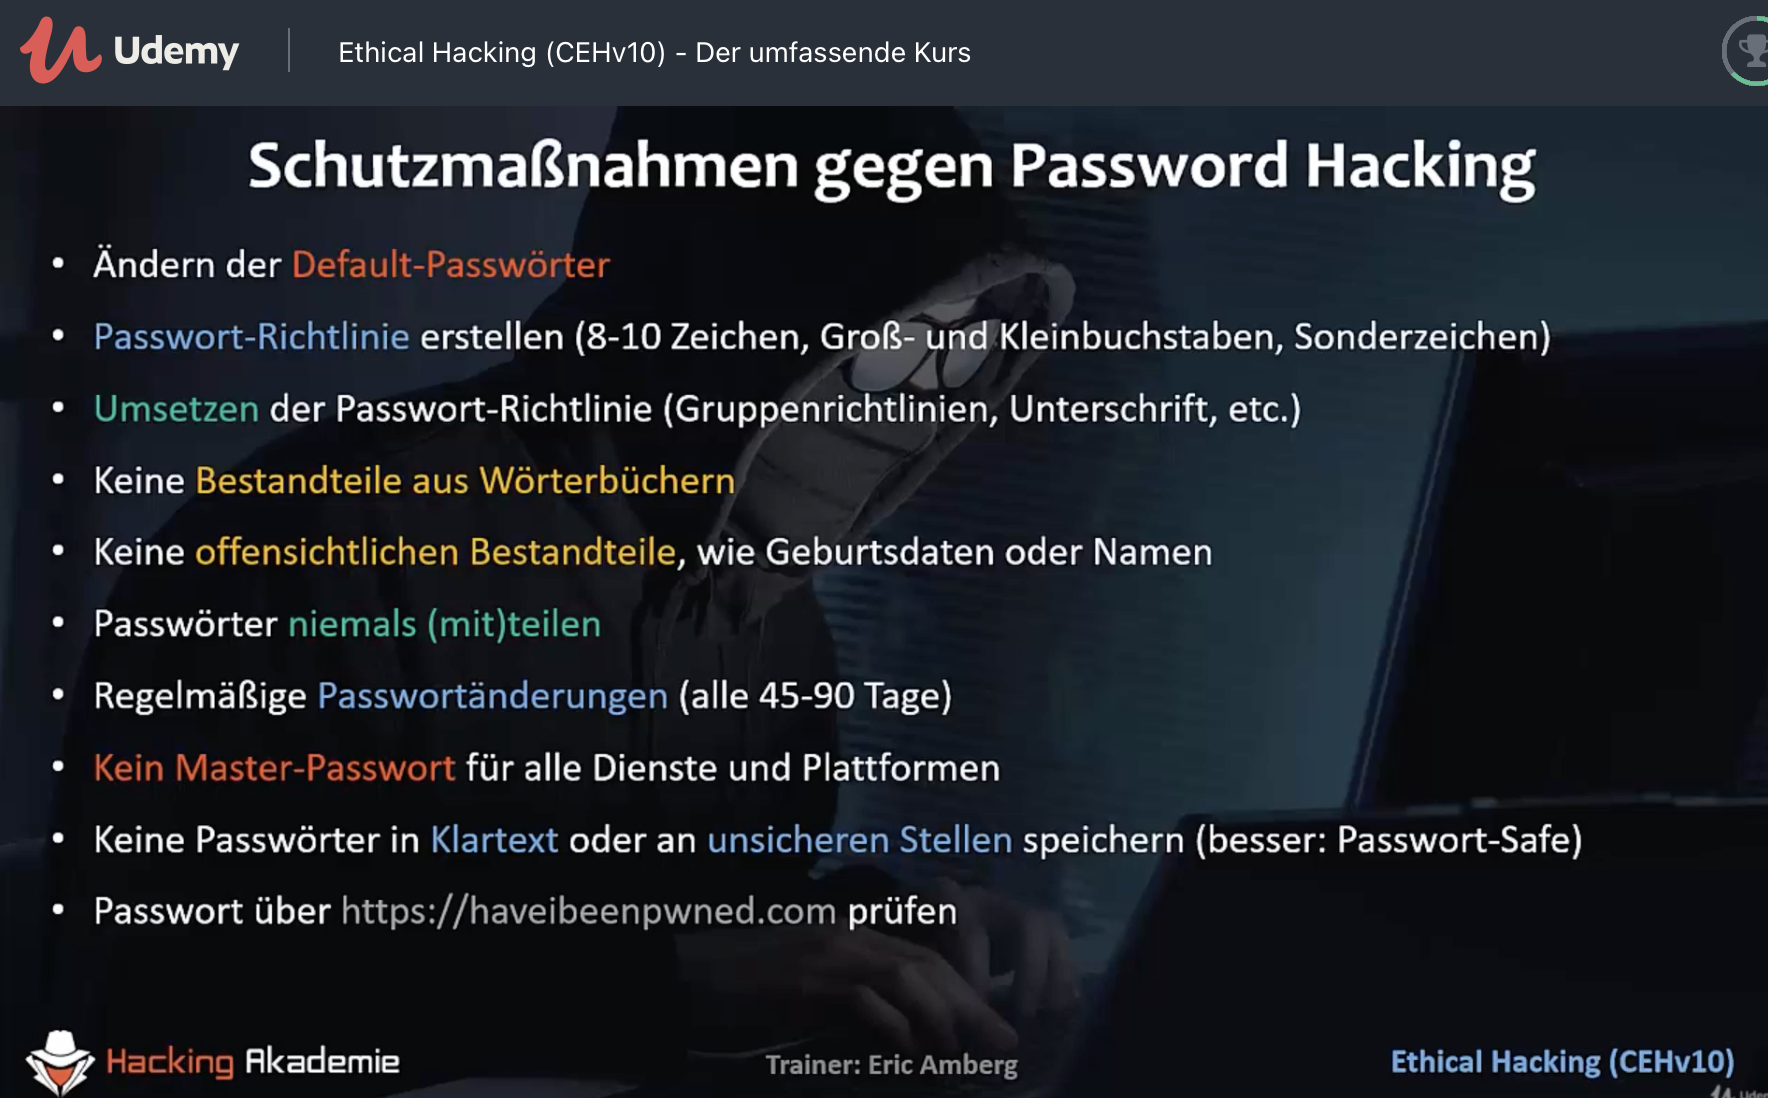 Udemy
Ethical Hacking (CEHv10) - Der umfassende Kurs
Schutzmaßnahmen gegen Password Hacking
• Ändern der Default-Passwörter
• Passwort-Richtlinie erstellen (8-10 Zeichen, Groß- und Kleinbuchstaben, Sonderzeichen)
• Umsetzen der Passwort-Richtlinie (Gruppenrichtlinien, Unterschrift, etc.)
• Keine Bestandteile aus Wörterbüchern
• Keine offensichtlichen Bestandteile, wie Geburtsdaten oder Namen
• Passwörter niemals (mit)teilen
• Regelmäßige Passwortänderungen (alle 45-90 Tage)
• Kein Master-Passwort für alle Dienste und Plattformen
• Keine Passwörter in Klartext oder an unsicheren Stellen speichern (besser: Passwort-Safe)
• Passwort über https://haveibeenpwned.com prüfen
Hacking Akademie
Trainer: Eric Amberg
Ethical Hacking (CEHv10)